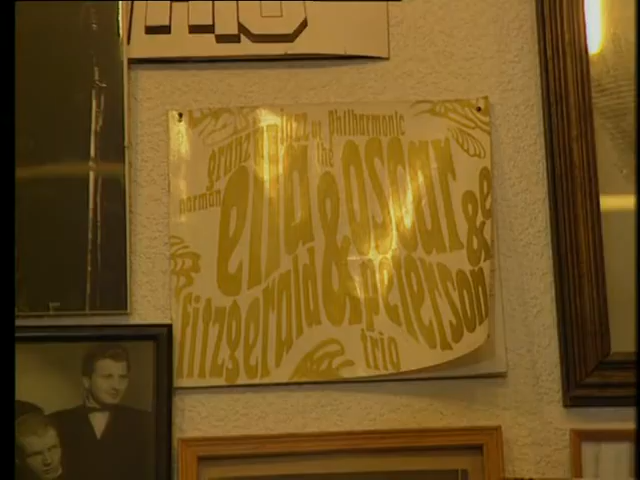 norman granz jazz at the philharmonic
ella & oscar & e
fitzgerald & peterson
trio